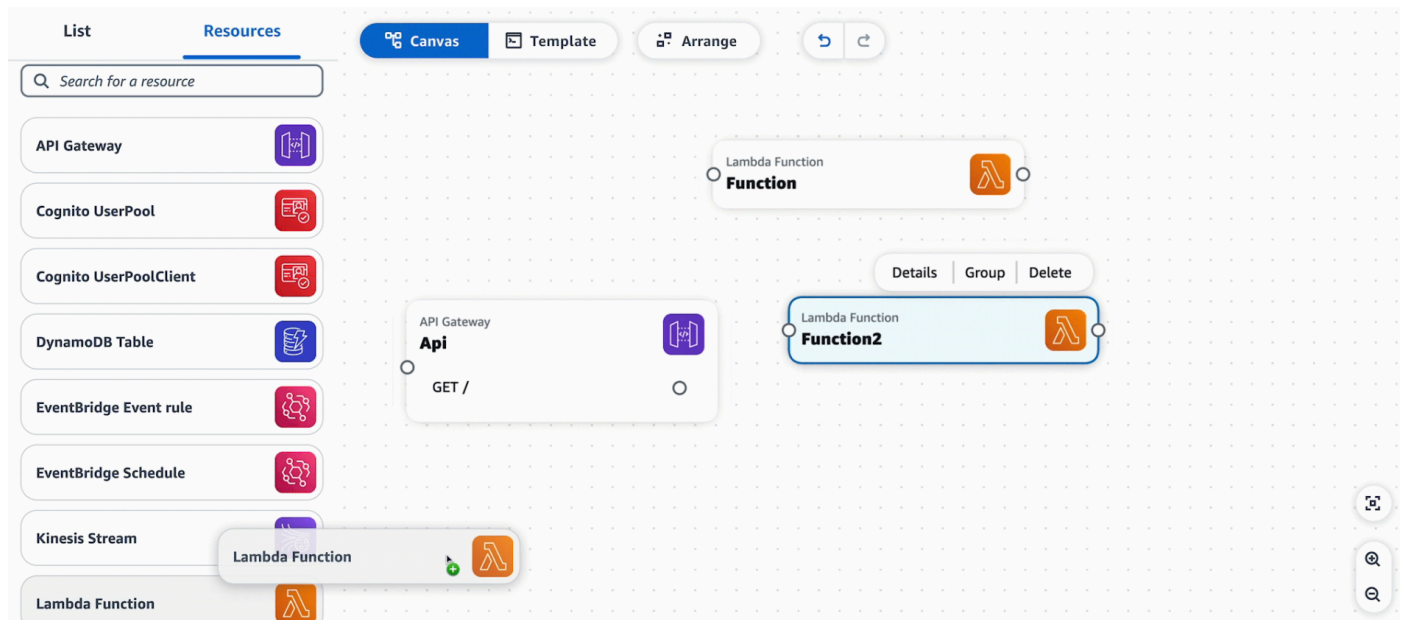 List
Resources
Canvas
Template
Arrange
Search for a resource
API Gateway
Cognito UserPool
Cognito UserPoolClient
DynamoDB Table
EventBridge Event rule
EventBridge Schedule
Kinesis Stream
Lambda Function
Lambda Function
Lambda Function
Function
Details
Group
Delete
Lambda Function
Function2
API Gateway
Api
GET /